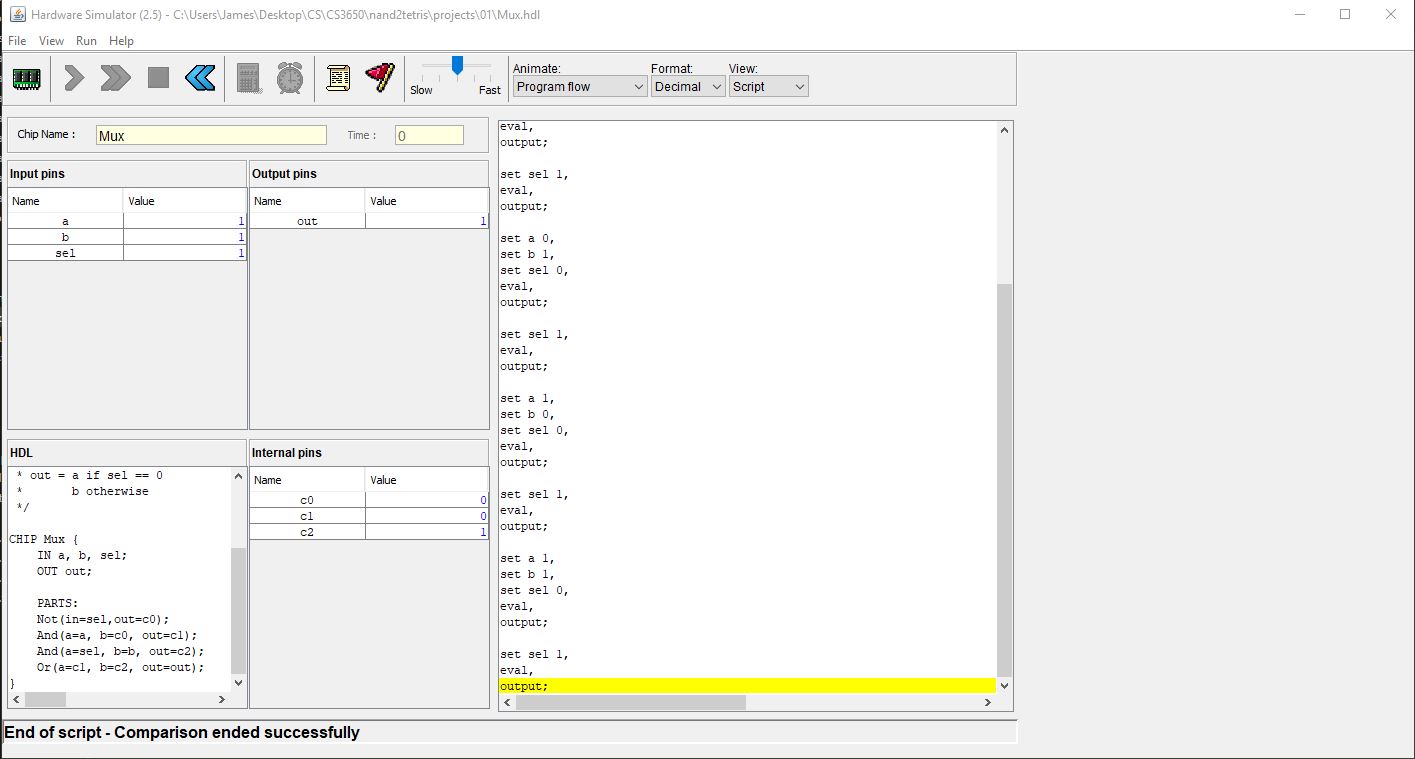 Hardware Simulator (2.5) - C:\Users\James\Desktop\CS\CS3650\nand2tetris\projects\01\Mux.hdl
File View Run Help
Slow Fast
Animate: Format: View:
Program flow Decimal Script
Chip Name : Mux Time : 0
Input pins
Name Value
a 1
b 1
sel 1
Output pins
Name Value
out 1
HDL
* out = a if sel == 0
*       b otherwise
*/
CHIP Mux {
IN a, b, sel;
OUT out;
PARTS:
Not(in=sel,out=c0);
And(a=a, b=c0, out=c1);
And(a=sel, b=b, out=c2);
Or(a=c1, b=c2, out=out);
}
Internal pins
Name Value
c0 0
c1 0
c2 1
eval,
output;
set sel 1,
eval,
output;
set a 0,
set b 1,
set sel 0,
eval,
output;
set sel 1,
eval,
output;
set a 1,
set b 0,
set sel 0,
eval,
output;
set sel 1,
eval,
output;
set a 1,
set b 1,
set sel 0,
eval,
output;
set sel 1,
eval,
output;
End of script - Comparison ended successfully